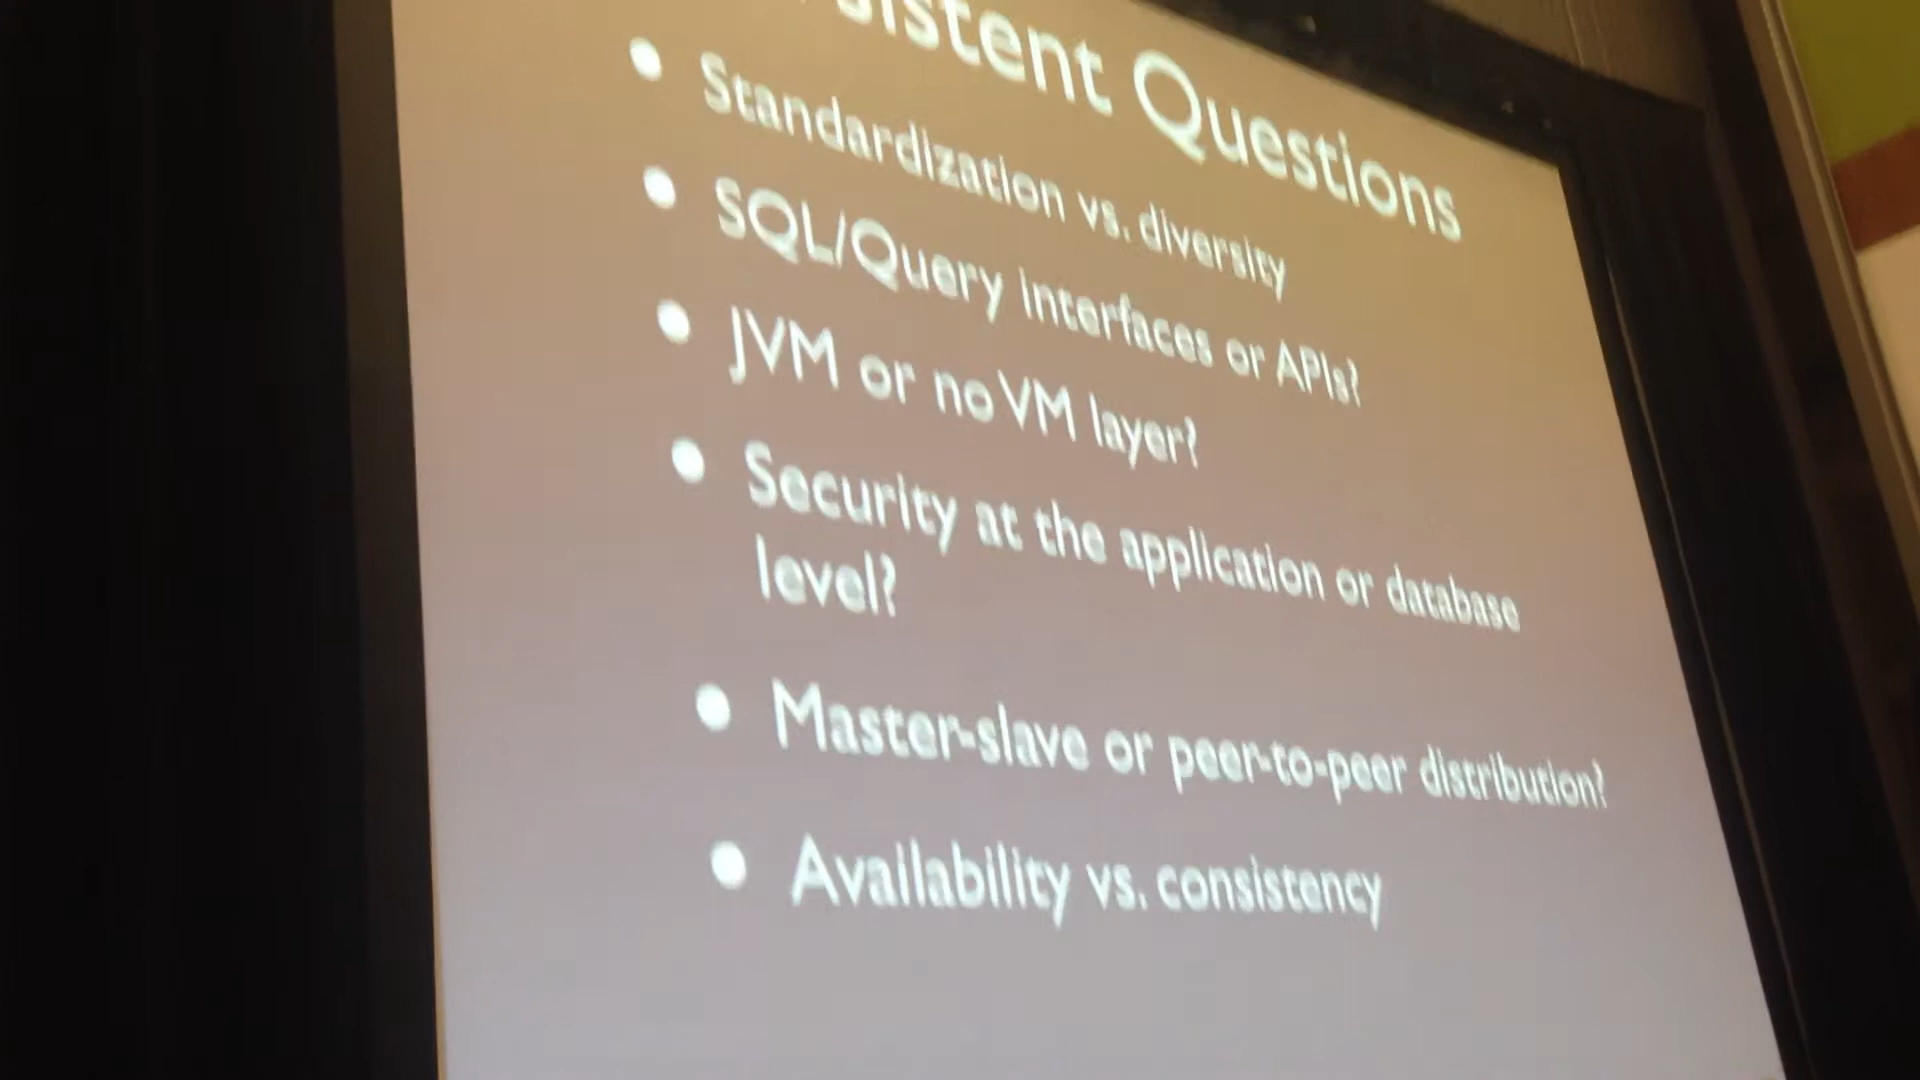 sistent Questions
• Standardization vs. diversity
• SQL/Query interfaces or APIs?
• JVM or no VM layer?
• Security at the application or database
level?
• Master-slave or peer-to-peer distribution?
• Availability vs. consistency